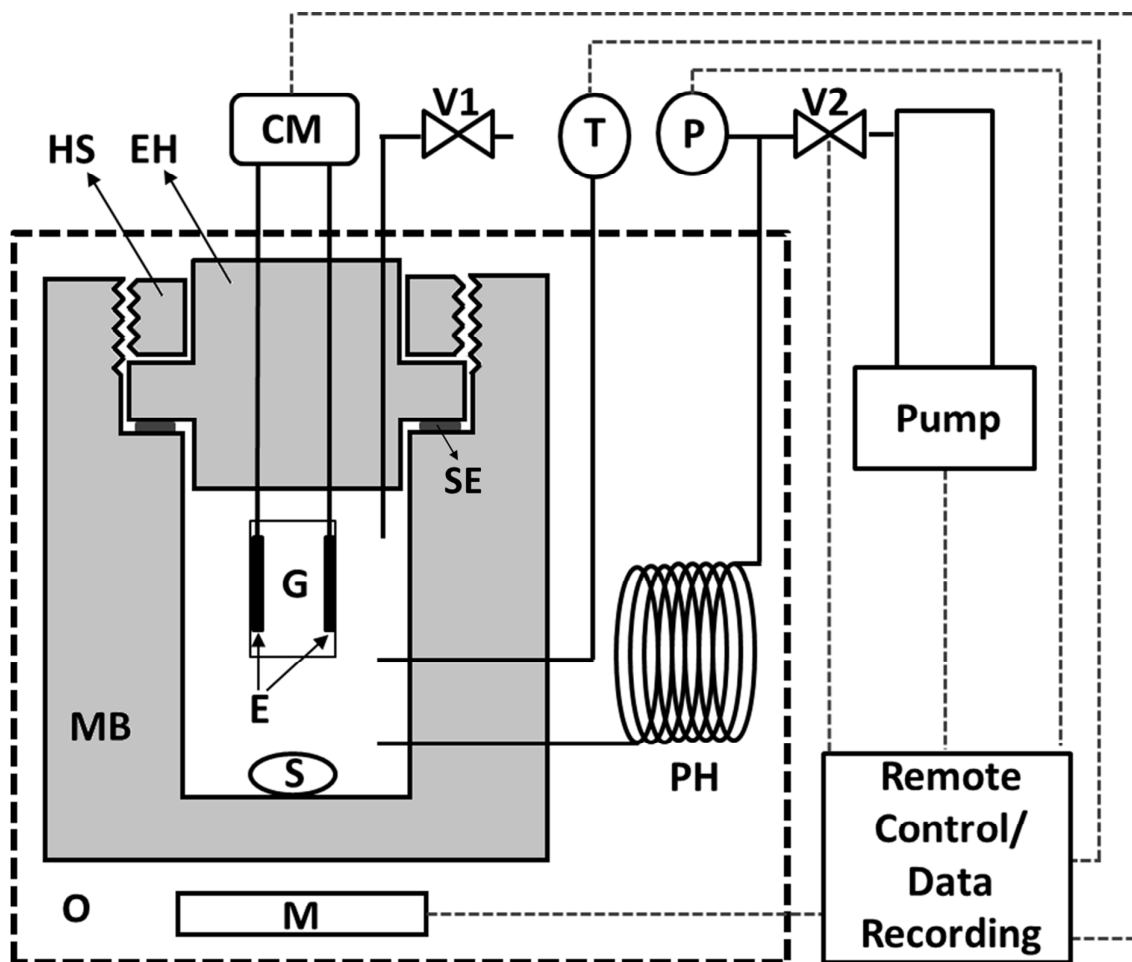 CM
V1
T
P
V2
HS
EH
Pump
SE
G
E
MB
S
PH
O
M
Remote
Control/
Data
Recording